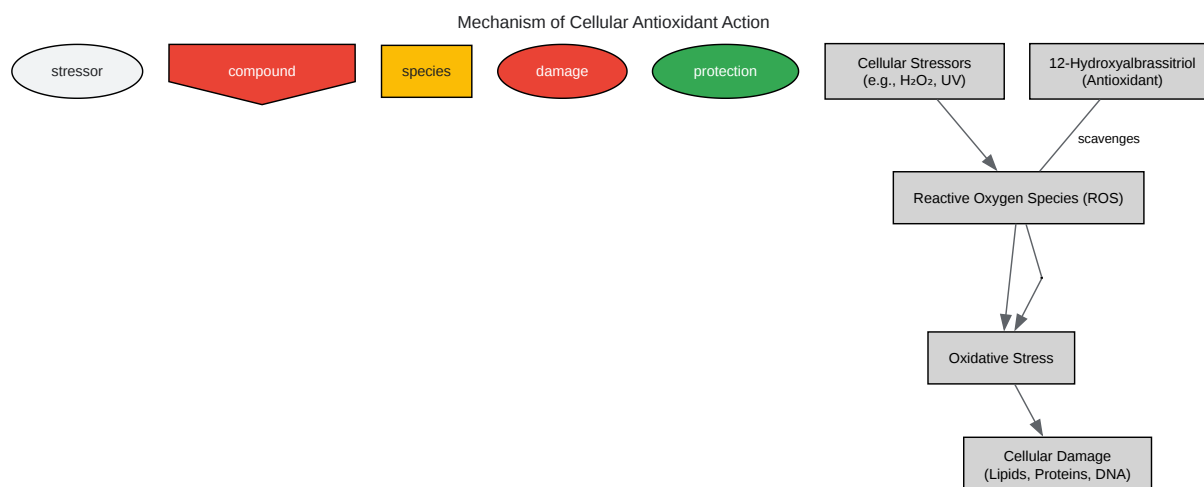 Mechanism of Cellular Antioxidant Action
stressor
compound
species
damage
protection
Cellular Stressors
(e.g., H₂O₂, UV)
12-Hydroxyalbrassitriol
(Antioxidant)
scavenges
Reactive Oxygen Species (ROS)
Oxidative Stress
Cellular Damage
(Lipids, Proteins, DNA)